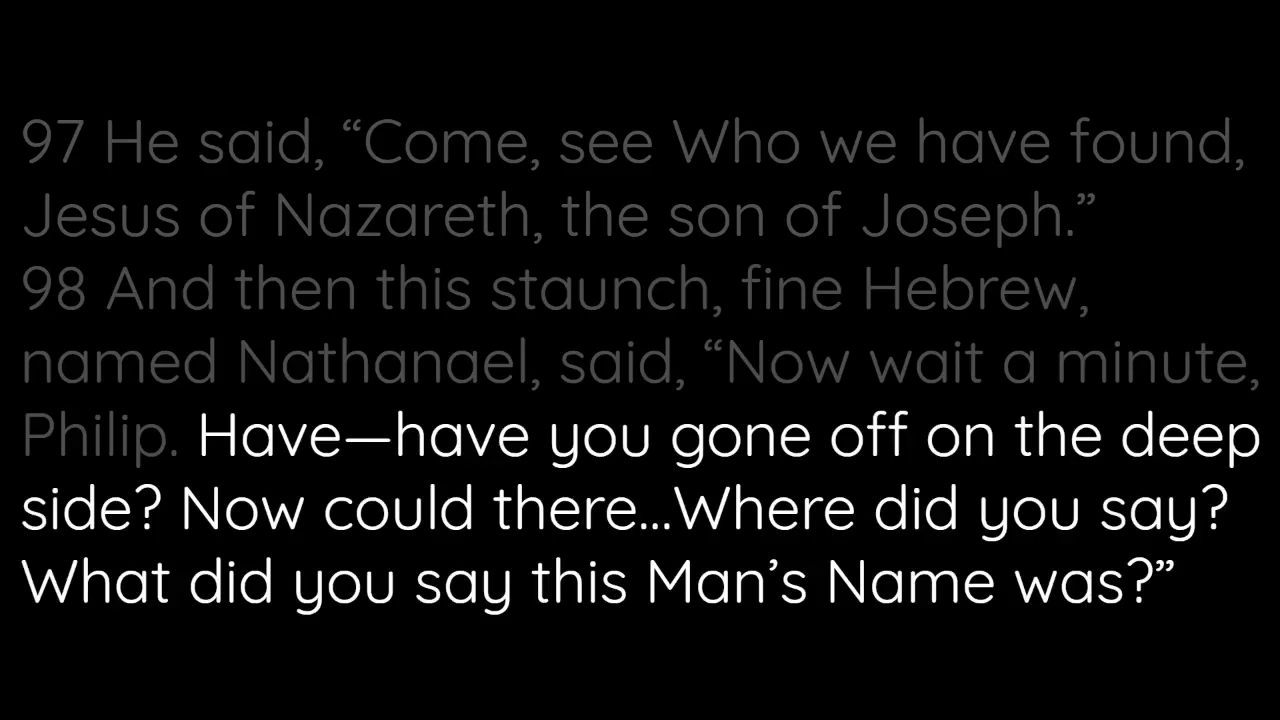 97 He said, “Come, see Who we have found,
Jesus of Nazareth, the son of Joseph.”
98 And then this staunch, fine Hebrew,
named Nathanael, said, “Now wait a minute,
Philip. Have—have you gone off on the deep
side? Now could there...Where did you say?
What did you say this Man’s Name was?”